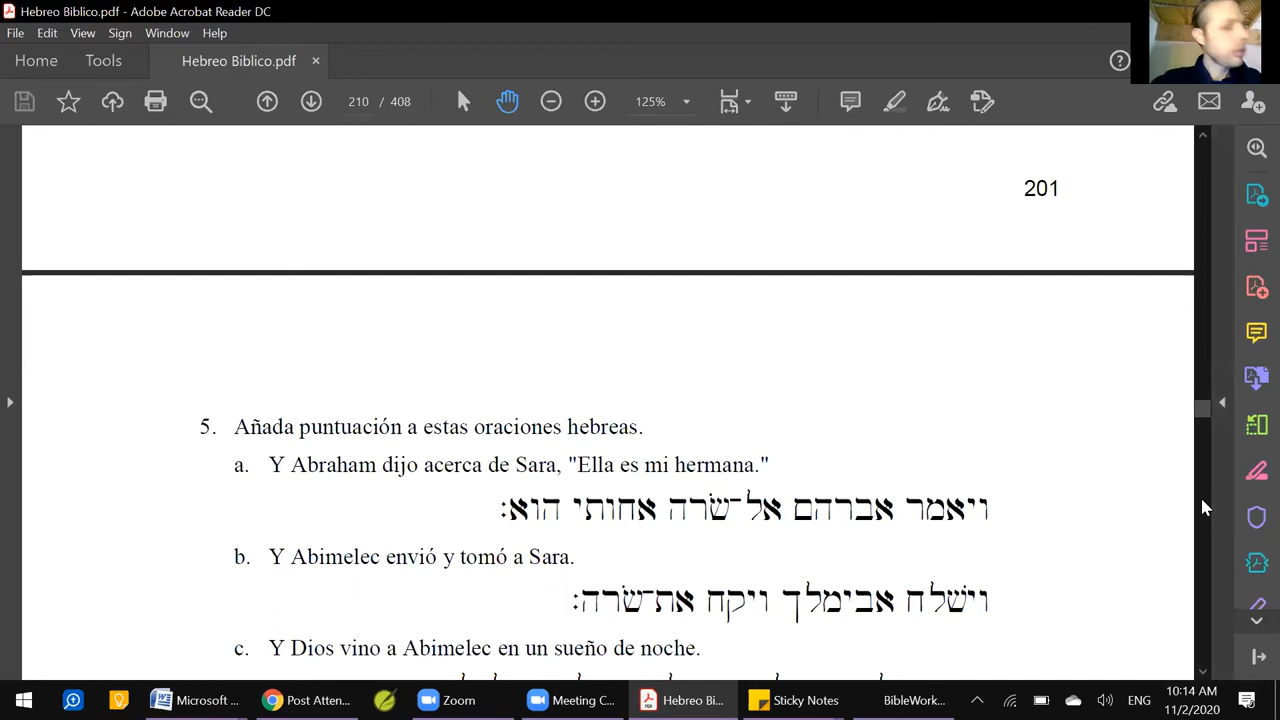 Hebreo Biblico.pdf - Adobe Acrobat Reader DC
File Edit View Sign Window Help
Home Tools Hebreo Biblico.pdf ×
210 / 408 125%
201
5. Añada puntuación a estas oraciones hebreas.
a. Y Abraham dijo acerca de Sara, "Ella es mi hermana."
ויאמר אברהם אל־שׂרה אחותי הוא׃
b. Y Abimelec envió y tomó a Sara.
וישׁלח אבימלך ויקח את־שׂרה׃
c. Y Dios vino a Abimelec en un sueño de noche.
Microsoft ... Post Atten... Zoom Meeting C... Hebreo Bi... Sticky Notes BibleWork... ENG
10:14 AM
11/2/2020